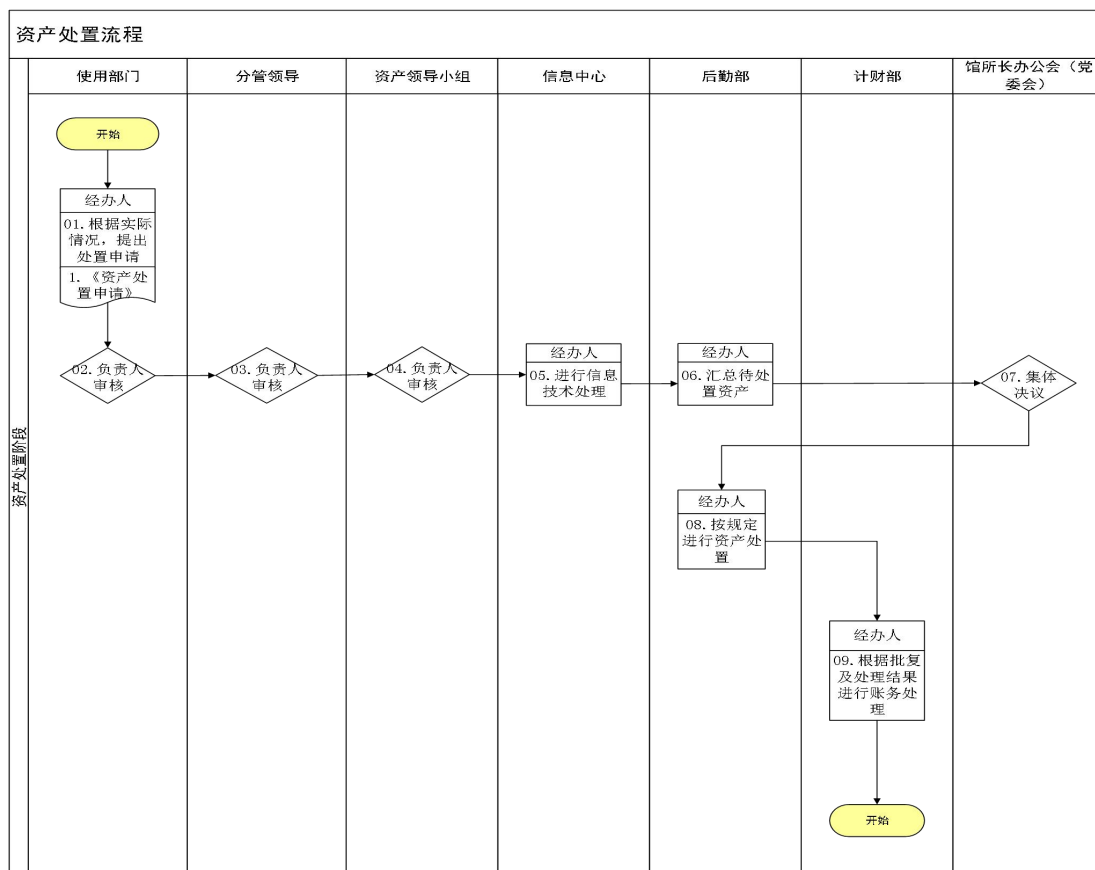 资产处置流程
使用部门
分管领导
资产领导小组
信息中心
后勤部
计财部
馆所长办公会（党
委会）
资产处置阶段
开始
经办人
01.根据实际
情况，提出
处置申请
1.《资产处
置申请》
02.负责人
审核
03.负责人
审核
04.负责人
审核
经办人
05.进行信息
技术处理
经办人
06.汇总待处
置资产
07.集体
决议
经办人
08.按规定
进行资产处
置
经办人
09.根据批复
及处理结果
进行账务处
理
开始